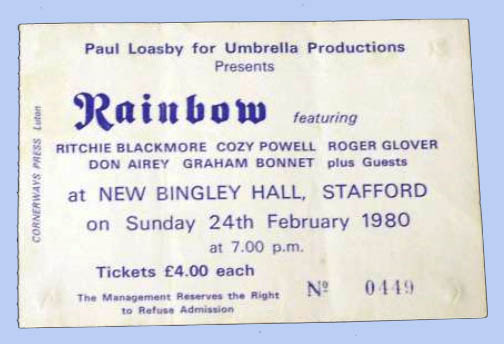 Paul Loasby for Umbrella Productions
Presents
Rainbow featuring
RITCHIE BLACKMORE COZY POWELL ROGER GLOVER
DON AIREY GRAHAM BONNET plus Guests
at NEW BINGLEY HALL, STAFFORD
on Sunday 24th February 1980
at 7.00 p.m.
Tickets £4.00 each
The Management Reserves the Right
to Refuse Admission
Nº 0449
CORNERWAYS PRESS Luton